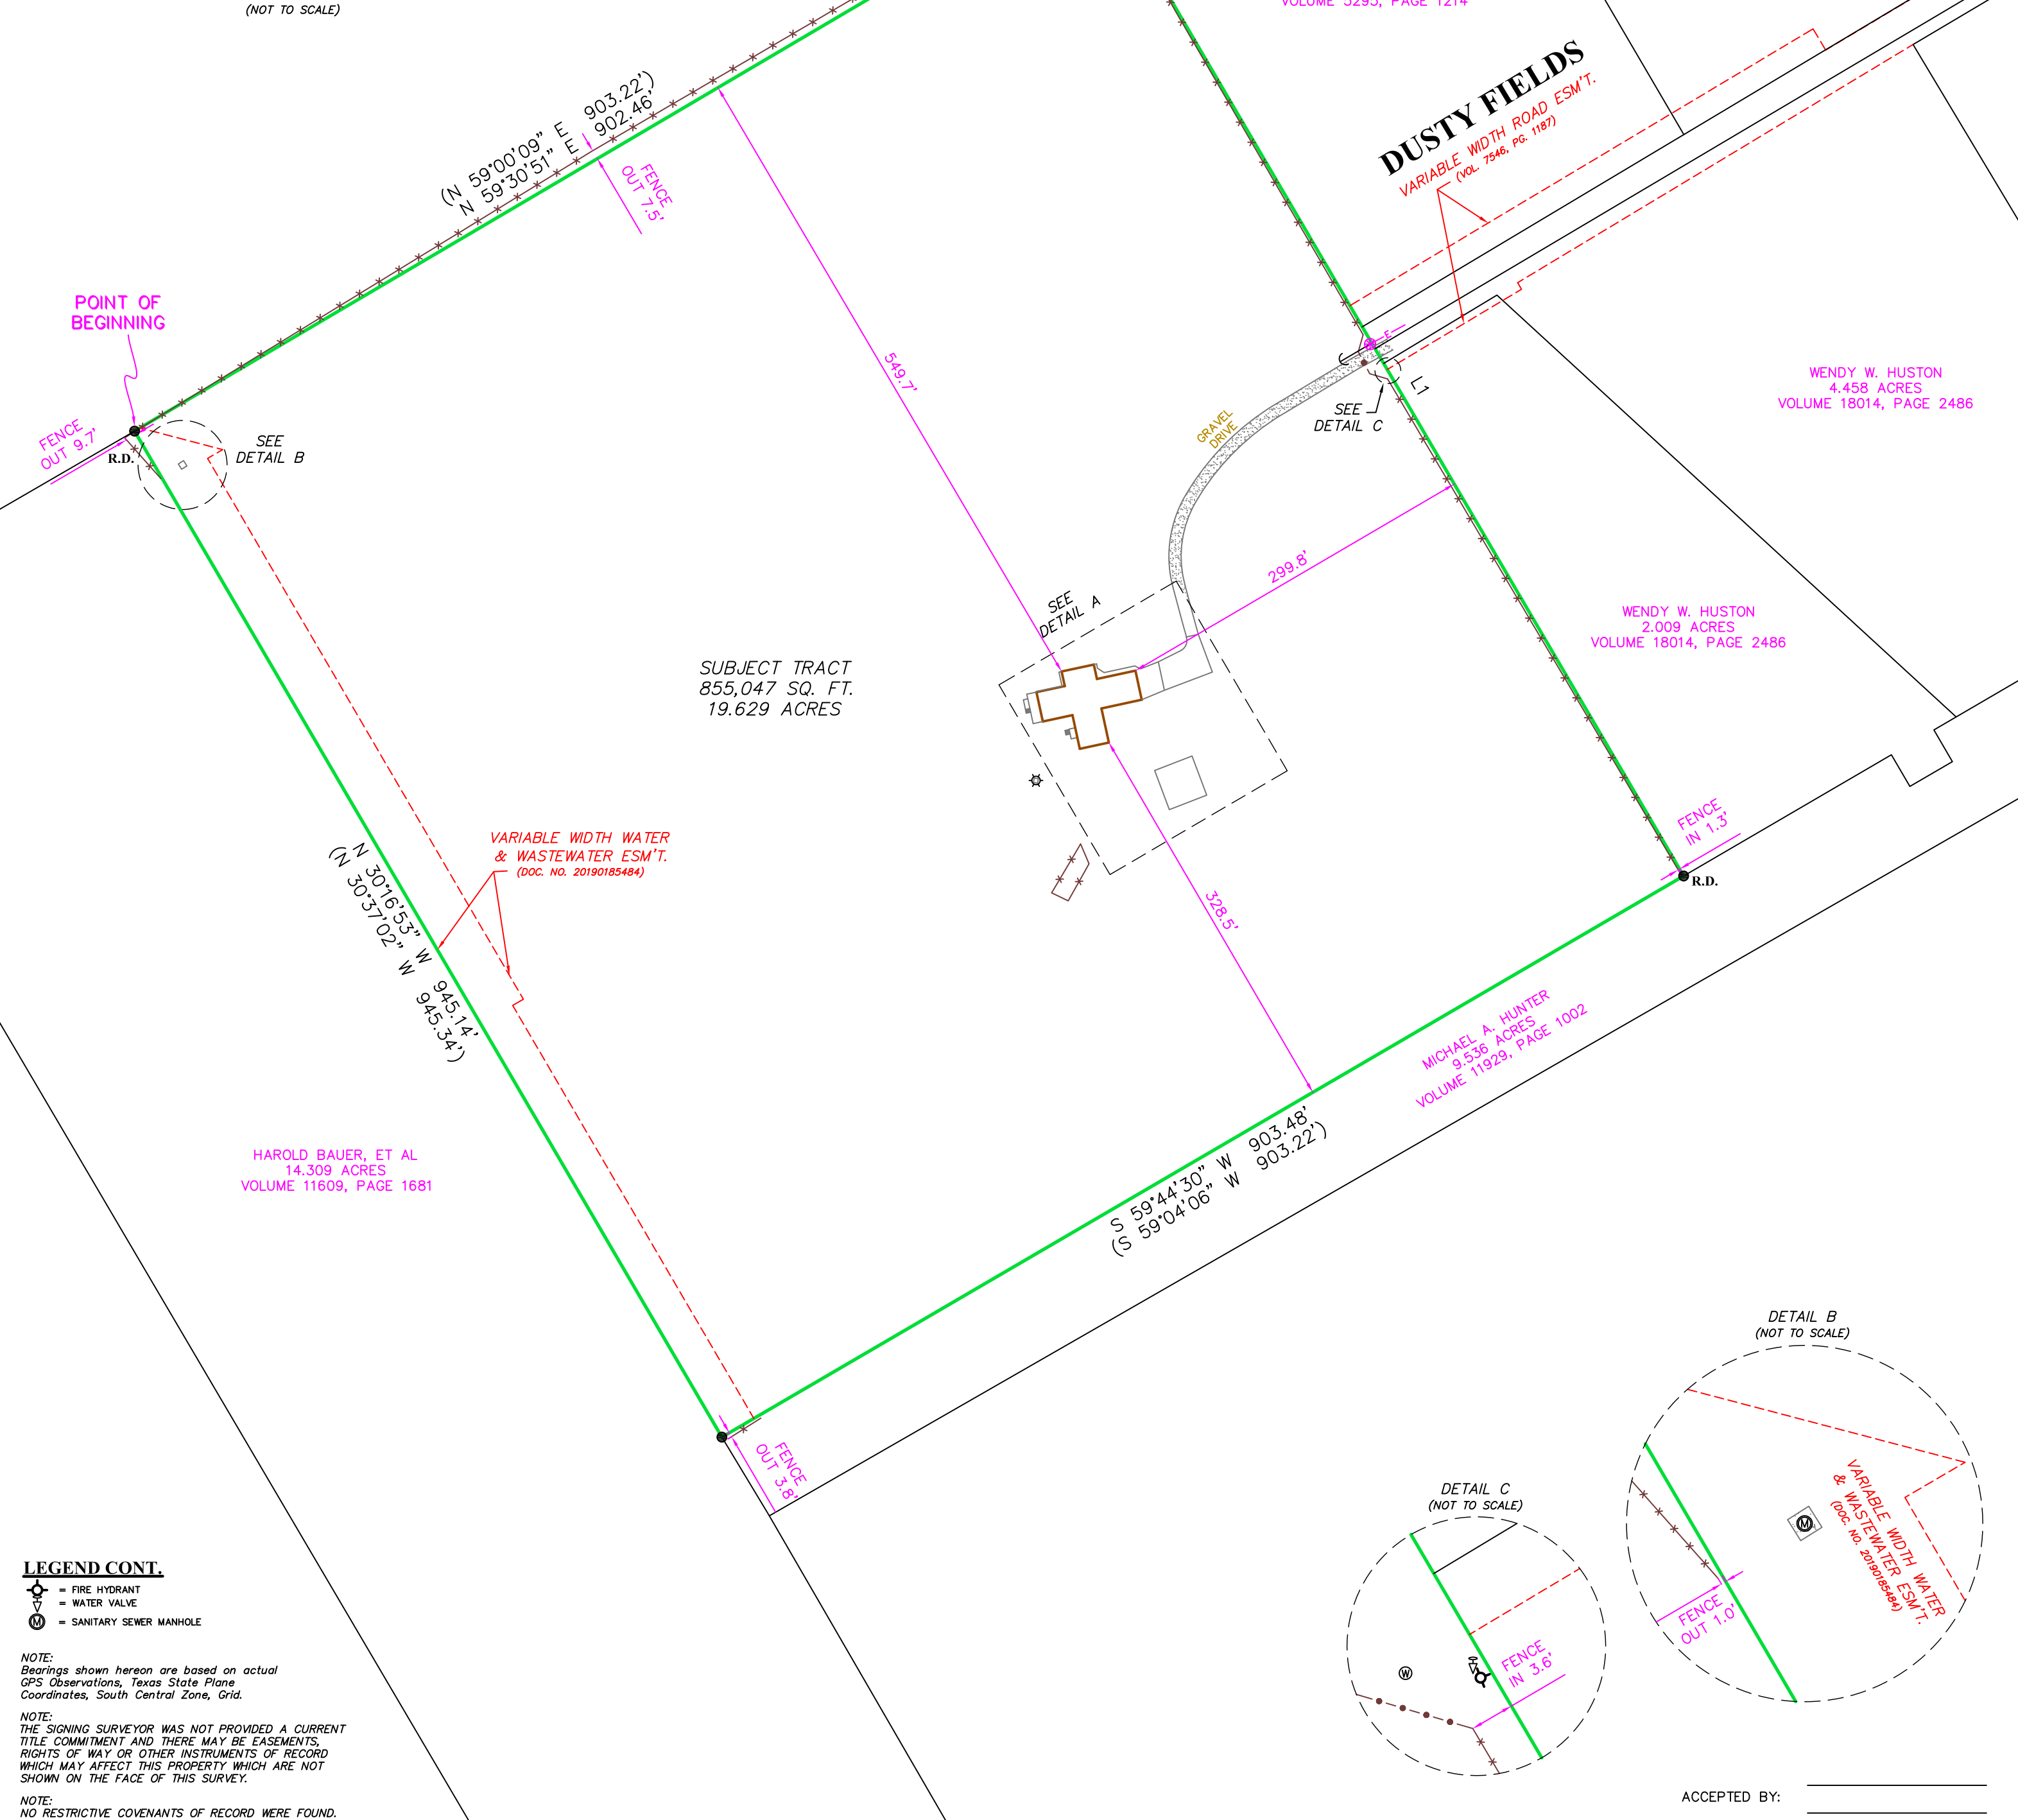 (NOT TO SCALE)
VOLUME 5295, PAGE 1214
(N 59°00'09" E 903.22')
N 59°30'51" E 902.46'
FENCE
OUT 7.5'
DUSTY FIELDS
VARIABLE WIDTH ROAD ESM'T.
(VOL. 7546, PG. 1187)
POINT OF
BEGINNING
FENCE
OUT 9.7'
R.D.
SEE
DETAIL B
549.7'
E
L1
SEE
DETAIL C
GRAVEL
DRIVE
WENDY W. HUSTON
4.458 ACRES
VOLUME 18014, PAGE 2486
299.8'
SEE
DETAIL A
WENDY W. HUSTON
2.009 ACRES
VOLUME 18014, PAGE 2486
SUBJECT TRACT
855,047 SQ. FT.
19.629 ACRES
FENCE
IN 1.3'
R.D.
VARIABLE WIDTH WATER
& WASTEWATER ESM'T.
(DOC. NO. 20190185484)
N 30°16'53" W 945.14'
(N 30°37'02" W 945.34')
328.5'
MICHAEL A. HUNTER
9.536 ACRES
VOLUME 11929, PAGE 1002
S 59°44'30" W 903.48'
(S 59°04'06" W 903.22')
HAROLD BAUER, ET AL
14.309 ACRES
VOLUME 11609, PAGE 1681
FENCE
OUT 3.8'
DETAIL B
(NOT TO SCALE)
M
VARIABLE WIDTH WATER
& WASTEWATER ESM'T.
(DOC. NO. 20190185484)
FENCE
OUT 1.0'
DETAIL C
(NOT TO SCALE)
W
FENCE
IN 3.6'
LEGEND CONT.
= FIRE HYDRANT
= WATER VALVE
M = SANITARY SEWER MANHOLE
NOTE:
Bearings shown hereon are based on actual
GPS Observations, Texas State Plane
Coordinates, South Central Zone, Grid.
NOTE:
THE SIGNING SURVEYOR WAS NOT PROVIDED A CURRENT
TITLE COMMITMENT AND THERE MAY BE EASEMENTS,
RIGHTS OF WAY OR OTHER INSTRUMENTS OF RECORD
WHICH MAY AFFECT THIS PROPERTY WHICH ARE NOT
SHOWN ON THE FACE OF THIS SURVEY.
NOTE:
NO RESTRICTIVE COVENANTS OF RECORD WERE FOUND.
ACCEPTED BY: